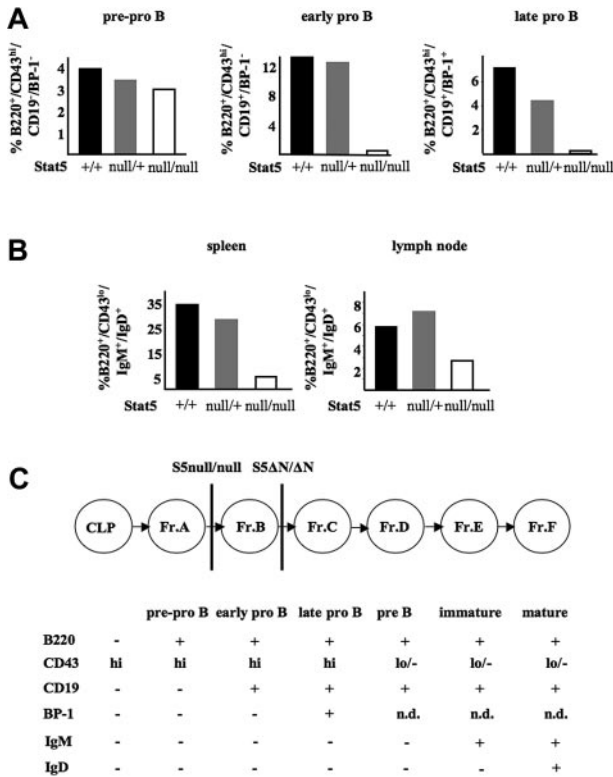 A
pre-pro B
early pro B
late pro B
% B220⁺/CD43ʰⁱ/
CD19⁻/BP-1⁻
4
3
2
1
Stat5 +/+ null/+ null/null
% B220⁺/CD43ʰⁱ/
CD19⁺/BP-1⁻
12
8
4
+/+ null/+ null/null
% B220⁺/CD43ʰⁱ/
CD19⁺/BP-1⁺
6
4
2
Stat5 +/+ null/+ null/null
B
spleen
lymph node
%B220⁺/CD43ˡᵒ/
IgM⁺/IgD⁺
35
25
15
5
Stat5 +/+ null/+ null/null
%B220⁺/CD43ˡᵒ/
IgM⁺/IgD⁺
8
6
4
2
Stat5 +/+ null/+ null/null
C
S5null/null S5ΔN/ΔN
CLP Fr.A Fr.B Fr.C Fr.D Fr.E Fr.F
pre-pro B early pro B late pro B pre B immature mature
B220 - + + + + + +
CD43 hi hi hi hi lo/- lo/- lo/-
CD19 - - + + + + +
BP-1 - - - + n.d. n.d. n.d.
IgM - - - - - + +
IgD - - - - - - +